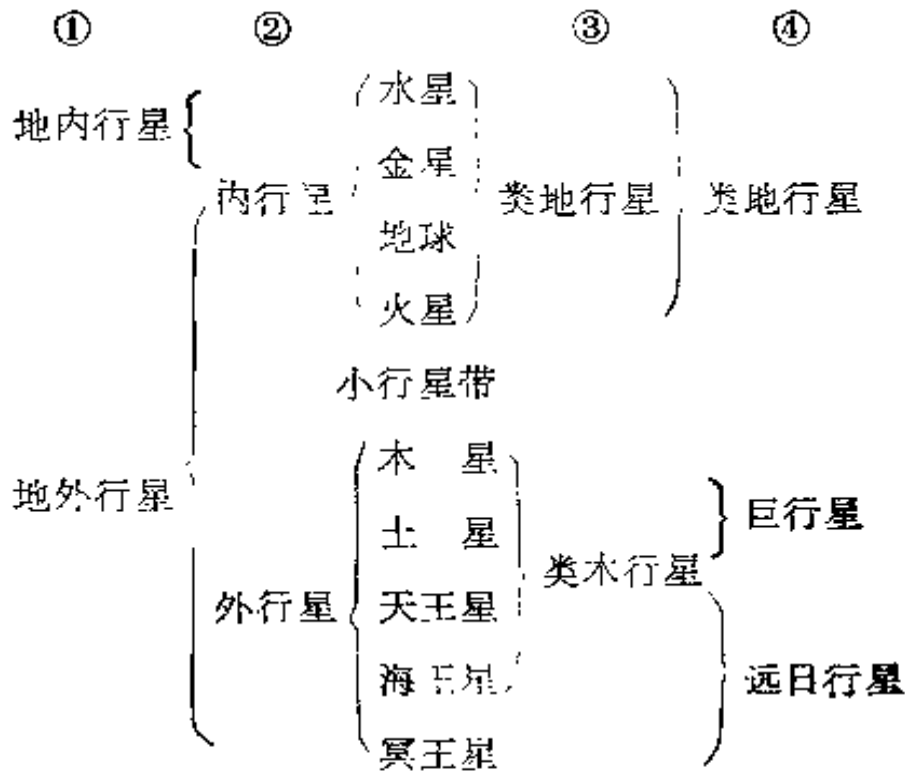 ① ② ③ ④
水星
地内行星
金星
内行星 类地行星 类地行星
地球
火星
小行星带
木 星
地外行星 巨行星
土 星
类木行星
外行星 天王星
海王星 远日行星
冥王星